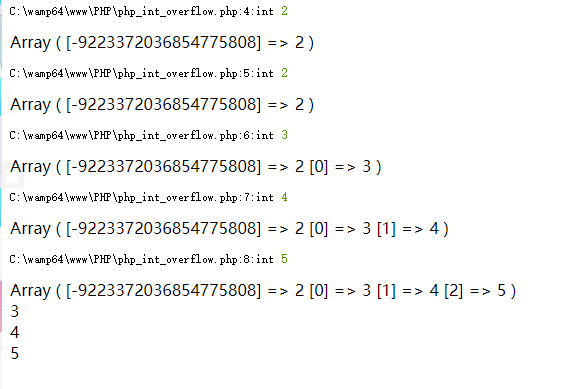 C:\wamp64\www\PHP\php_int_overflow.php:4:int 2
Array ( [-9223372036854775808] => 2 )
C:\wamp64\www\PHP\php_int_overflow.php:5:int 2
Array ( [-9223372036854775808] => 2 )
C:\wamp64\www\PHP\php_int_overflow.php:6:int 3
Array ( [-9223372036854775808] => 2 [0] => 3 )
C:\wamp64\www\PHP\php_int_overflow.php:7:int 4
Array ( [-9223372036854775808] => 2 [0] => 3 [1] => 4 )
C:\wamp64\www\PHP\php_int_overflow.php:8:int 5
Array ( [-9223372036854775808] => 2 [0] => 3 [1] => 4 [2] => 5 )
3
4
5